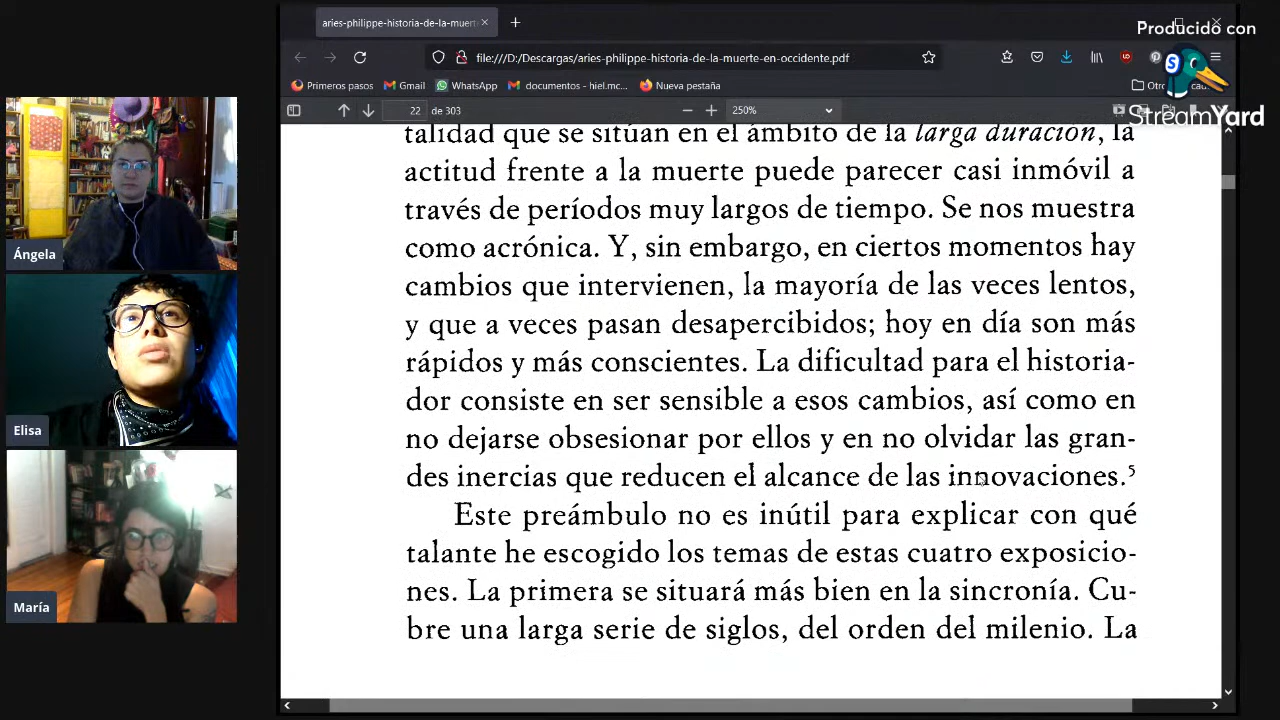 aries-philippe-historia-de-la-muert
Producido con
StreamYard
file:///D:/Descargas/aries-philippe-historia-de-la-muerte-en-occidente.pdf
Primeros pasos
Gmail
WhatsApp
documentos - hiel.mc...
Nueva pestaña
22 de 303
250%
talidad que se sitúan en el ámbito de la larga duración, la
actitud frente a la muerte puede parecer casi inmóvil a
través de períodos muy largos de tiempo. Se nos muestra
como acrónica. Y, sin embargo, en ciertos momentos hay
cambios que intervienen, la mayoría de las veces lentos,
y que a veces pasan desapercibidos; hoy en día son más
rápidos y más conscientes. La dificultad para el historia-
dor consiste en ser sensible a esos cambios, así como en
no dejarse obsesionar por ellos y en no olvidar las gran-
des inercias que reducen el alcance de las innovaciones.⁵
Este preámbulo no es inútil para explicar con qué
talante he escogido los temas de estas cuatro exposicio-
nes. La primera se situará más bien en la sincronía. Cu-
bre una larga serie de siglos, del orden del milenio. La
Ángela
Elisa
María